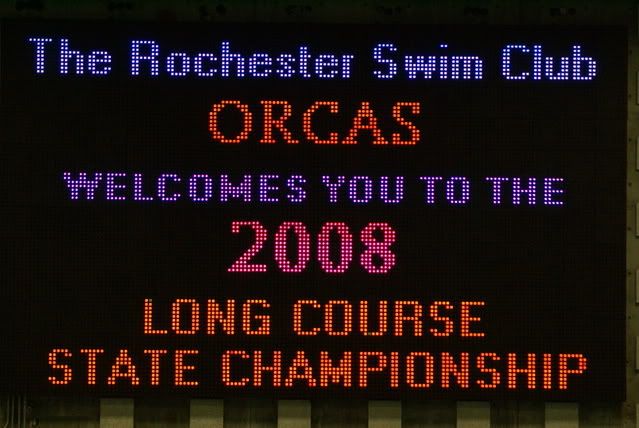 The Rochester Swim Club
ORCAS
WELCOMES YOU TO THE
2008
LONG COURSE
STATE CHAMPIONSHIP